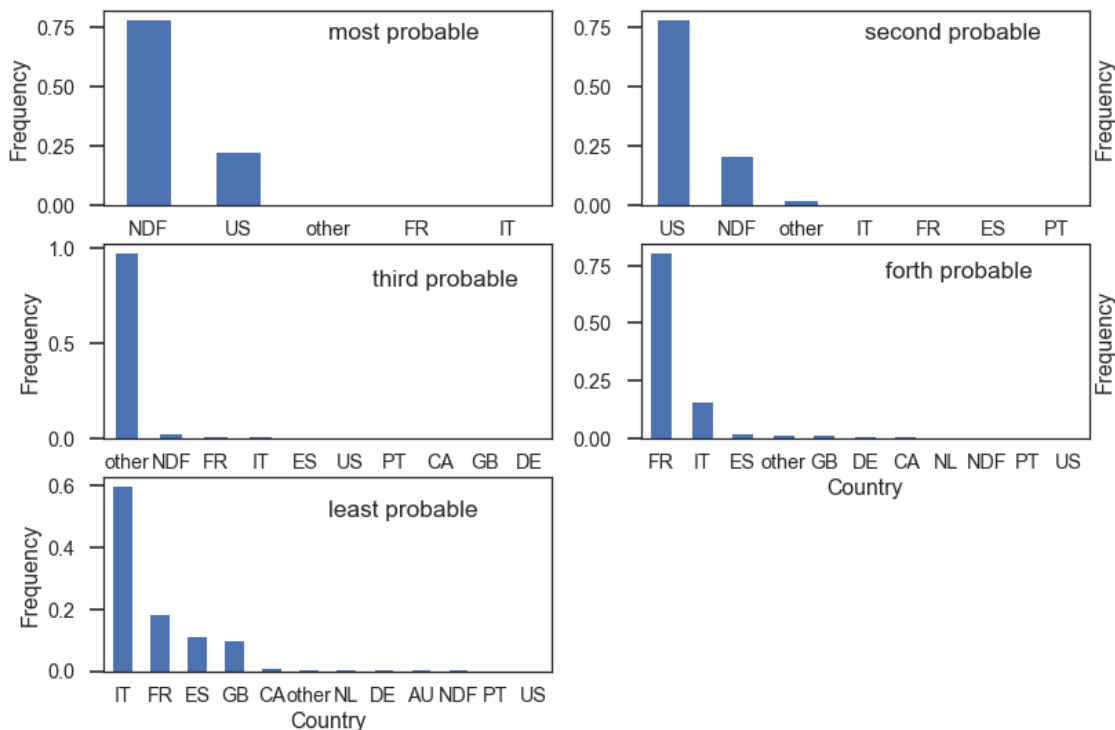 most probable
Frequency
0.75
0.50
0.25
0.00
NDF US other FR IT
second probable
Frequency
0.75
0.50
0.25
0.00
US NDF other IT FR ES PT
third probable
Frequency
1.0
0.5
0.0
other NDF FR IT ES US PT CA GB DE
forth probable
Frequency
0.75
0.50
0.25
0.00
FR IT ES other GB DE CA NL NDF PT US
Country
least probable
Frequency
0.6
0.4
0.2
0.0
IT FR ES GB CA other NL DE AU NDF PT US
Country